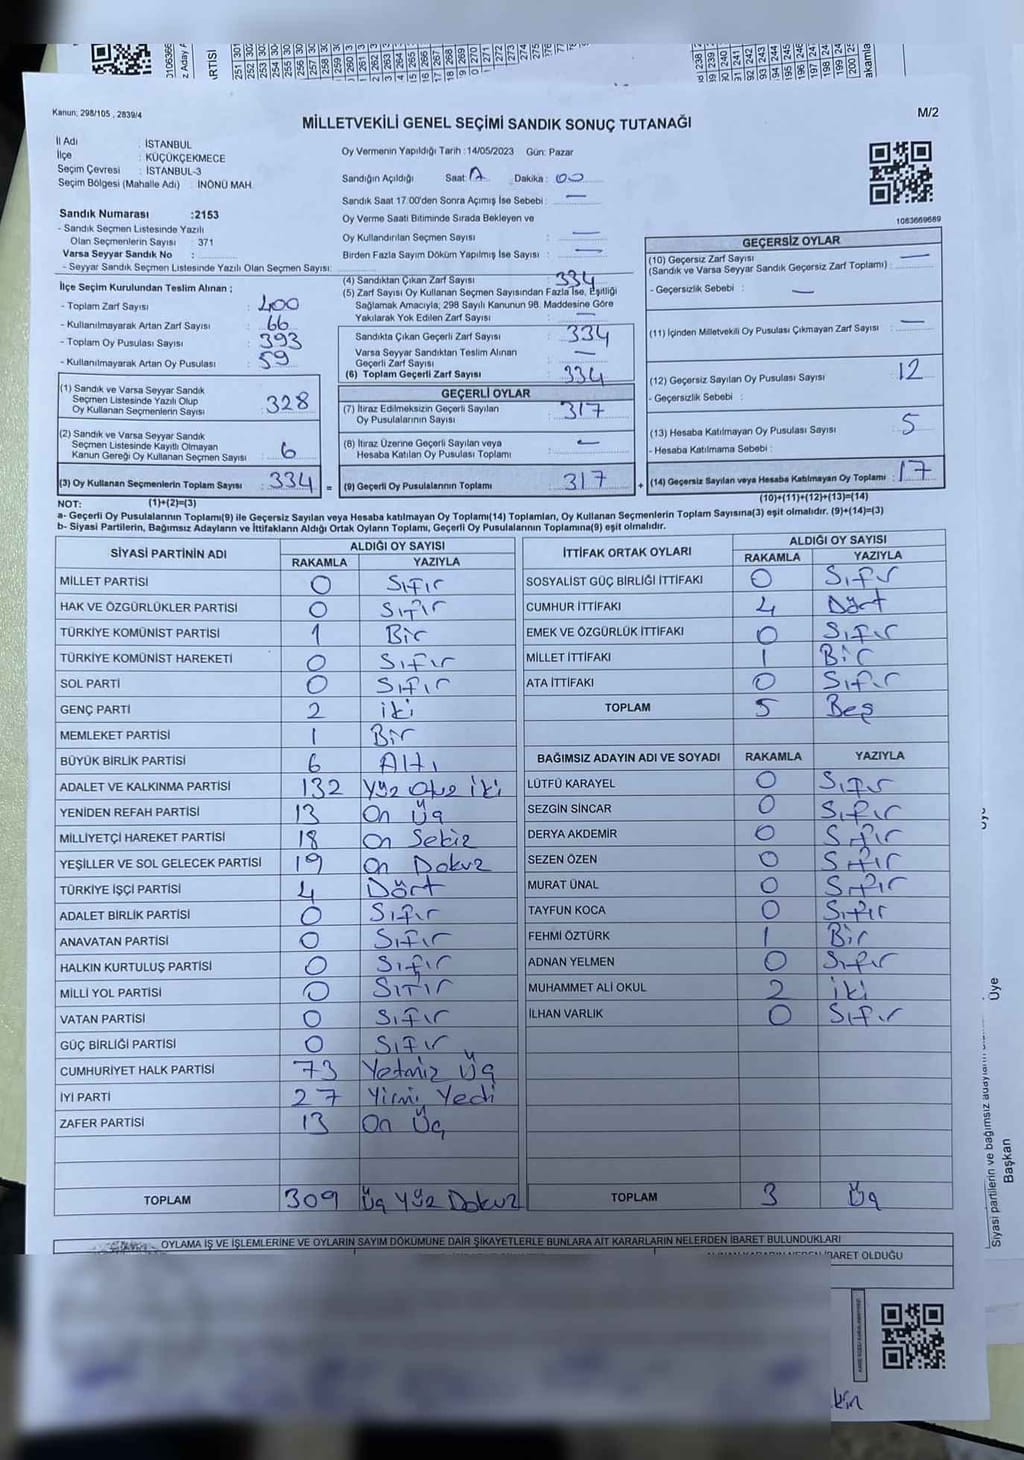 Kanun; 298/105 , 2839/4
M/2
MİLLETVEKİLİ GENEL SEÇİMİ SANDIK SONUÇ TUTANAĞI
İl Adı : İSTANBUL
İlçe : KÜÇÜKÇEKMECE
Seçim Çevresi : İSTANBUL-3
Seçim Bölgesi (Mahalle Adı) : İNÖNÜ MAH.
Sandık Numarası :2153
- Sandık Seçmen Listesinde Yazılı
Olan Seçmenlerin Sayısı : 371
Varsa Seyyar Sandık No :
- Seyyar Sandık Seçmen Listesinde Yazılı Olan Seçmen Sayısı:
Oy Vermenin Yapıldığı Tarih : 14/05/2023 Gün: Pazar
Sandığın Açıldığı Saat: Dakika : 00
Sandık Saat 17.00'den Sonra Açımış İse Sebebi : —
Oy Verme Saati Bitiminde Sırada Bekleyen ve
Oy Kullandırılan Seçmen Sayısı : —
Birden Fazla Sayım Döküm Yapılmış İse Sayısı : —
1083669689
İlçe Seçim Kurulundan Teslim Alınan ;
- Toplam Zarf Sayısı : 400
- Kullanılmayarak Artan Zarf Sayısı : 66
- Toplam Oy Pusulası Sayısı : 393
- Kullanılmayarak Artan Oy Pusulası : 59
(1) Sandık ve Varsa Seyyar Sandık
Seçmen Listesinde Yazılı Olup
Oy Kullanan Seçmenlerin Sayısı : 328
(2) Sandık ve Varsa Seyyar Sandık
Seçmen Listesinde Kayıtlı Olmayan
Kanun Gereği Oy Kullanan Seçmen Sayısı : 6
(3) Oy Kullanan Seçmenlerin Toplam Sayısı : 334 =
(1)+(2)=(3)
(4) Sandıktan Çıkan Zarf Sayısı : 334
(5) Zarf Sayısı Oy Kullanan Seçmen Sayısından Fazla İse, Eşitliği
Sağlamak Amacıyla; 298 Sayılı Kanunun 98. Maddesine Göre
Yakılarak Yok Edilen Zarf Sayısı : —
Sandıkta Çıkan Geçerli Zarf Sayısı : 334
Varsa Seyyar Sandıktan Teslim Alınan
Geçerli Zarf Sayısı : —
(6) Toplam Geçerli Zarf Sayısı : 334
GEÇERLİ OYLAR
(7) İtiraz Edilmeksizin Geçerli Sayılan
Oy Pusulalarının Sayısı : 317
(8) İtiraz Üzerine Geçerli Sayılan veya
Hesaba Katılan Oy Pusulası Toplamı : —
(9) Geçerli Oy Pusulalarının Toplamı : 317 +
GEÇERSİZ OYLAR
(10) Geçersiz Zarf Sayısı
(Sandık ve Varsa Seyyar Sandık Geçersiz Zarf Toplamı) : —
- Geçersizlik Sebebi : —
(11) İçinden Milletvekili Oy Pusulası Çıkmayan Zarf Sayısı : —
(12) Geçersiz Sayılan Oy Pusulası Sayısı : 12
- Geçersizlik Sebebi :
(13) Hesaba Katılmayan Oy Pusulası Sayısı : 5
- Hesaba Katılmama Sebebi :
(14) Geçersiz Sayılan veya Hesaba Katılmayan Oy Toplamı : 17
(10)+(11)+(12)+(13)=(14)
NOT:
a- Geçerli Oy Pusulalarının Toplamı(9) ile Geçersiz Sayılan veya Hesaba katılmayan Oy Toplamı(14) Toplamları, Oy Kullanan Seçmenlerin Toplam Sayısına(3) eşit olmalıdır. (9)+(14)=(3)
b- Siyasi Partilerin, Bağımsız Adayların ve İttifakların Aldığı Ortak Oyların Toplamı, Geçerli Oy Pusulalarının Toplamına(9) eşit olmalıdır.
SİYASİ PARTİNİN ADI ALDIĞI OY SAYISI
RAKAMLA YAZIYLA
MİLLET PARTİSİ 0 Sıfır
HAK VE ÖZGÜRLÜKLER PARTİSİ 0 Sıfır
TÜRKİYE KOMÜNİST PARTİSİ 1 Bir
TÜRKİYE KOMÜNİST HAREKETİ 0 Sıfır
SOL PARTİ 0 Sıfır
GENÇ PARTİ 2 iki
MEMLEKET PARTİSİ 1 Bir
BÜYÜK BİRLİK PARTİSİ 6 Altı
ADALET VE KALKINMA PARTİSİ 132 Yüz Otuz iki
YENİDEN REFAH PARTİSİ 13 On Üç
MİLLİYETÇİ HAREKET PARTİSİ 18 On Sekiz
YEŞİLLER VE SOL GELECEK PARTİSİ 19 On Dokuz
TÜRKİYE İŞÇİ PARTİSİ 4 Dört
ADALET BİRLİK PARTİSİ 0 Sıfır
ANAVATAN PARTİSİ 0 Sıfır
HALKIN KURTULUŞ PARTİSİ 0 Sıfır
MİLLİ YOL PARTİSİ 0 Sıfır
VATAN PARTİSİ 0 Sıfır
GÜÇ BİRLİĞİ PARTİSİ 0 Sıfır
CUMHURİYET HALK PARTİSİ 73 Yetmiz Üç
İYİ PARTİ 27 Yirmi Yedi
ZAFER PARTİSİ 13 On Üç
TOPLAM 309 Üç Yüz Dokuz
İTTİFAK ORTAK OYLARI ALDIĞI OY SAYISI
RAKAMLA YAZIYLA
SOSYALİST GÜÇ BİRLİĞİ İTTİFAKI 0 Sıfır
CUMHUR İTTİFAKI 4 Dört
EMEK VE ÖZGÜRLÜK İTTİFAKI 0 Sıfır
MİLLET İTTİFAKI 1 Bir
ATA İTTİFAKI 0 Sıfır
TOPLAM 5 Beş
BAĞIMSIZ ADAYIN ADI VE SOYADI RAKAMLA YAZIYLA
LÜTFÜ KARAYEL 0 Sıfır
SEZGİN SİNCAR 0 Sıfır
DERYA AKDEMİR 0 Sıfır
SEZEN ÖZEN 0 Sıfır
MURAT ÜNAL 0 Sıfır
TAYFUN KOCA 0 Sıfır
FEHMİ ÖZTÜRK 1 Bir
ADNAN YELMEN 0 Sıfır
MUHAMMET ALİ OKUL 2 iki
İLHAN VARLIK 0 Sıfır
TOPLAM 3 Üç
OYLAMA İŞ VE İŞLEMLERİNE VE OYLARIN SAYIM DÖKÜMÜNE DAİR ŞİKAYETLERLE BUNLARA AİT KARARLARIN NELERDEN İBARET BULUNDUKLARI
İBARET OLDUĞU
Üye
Üye
Siyasi partilerin ve bağımsız adayların
Başkan